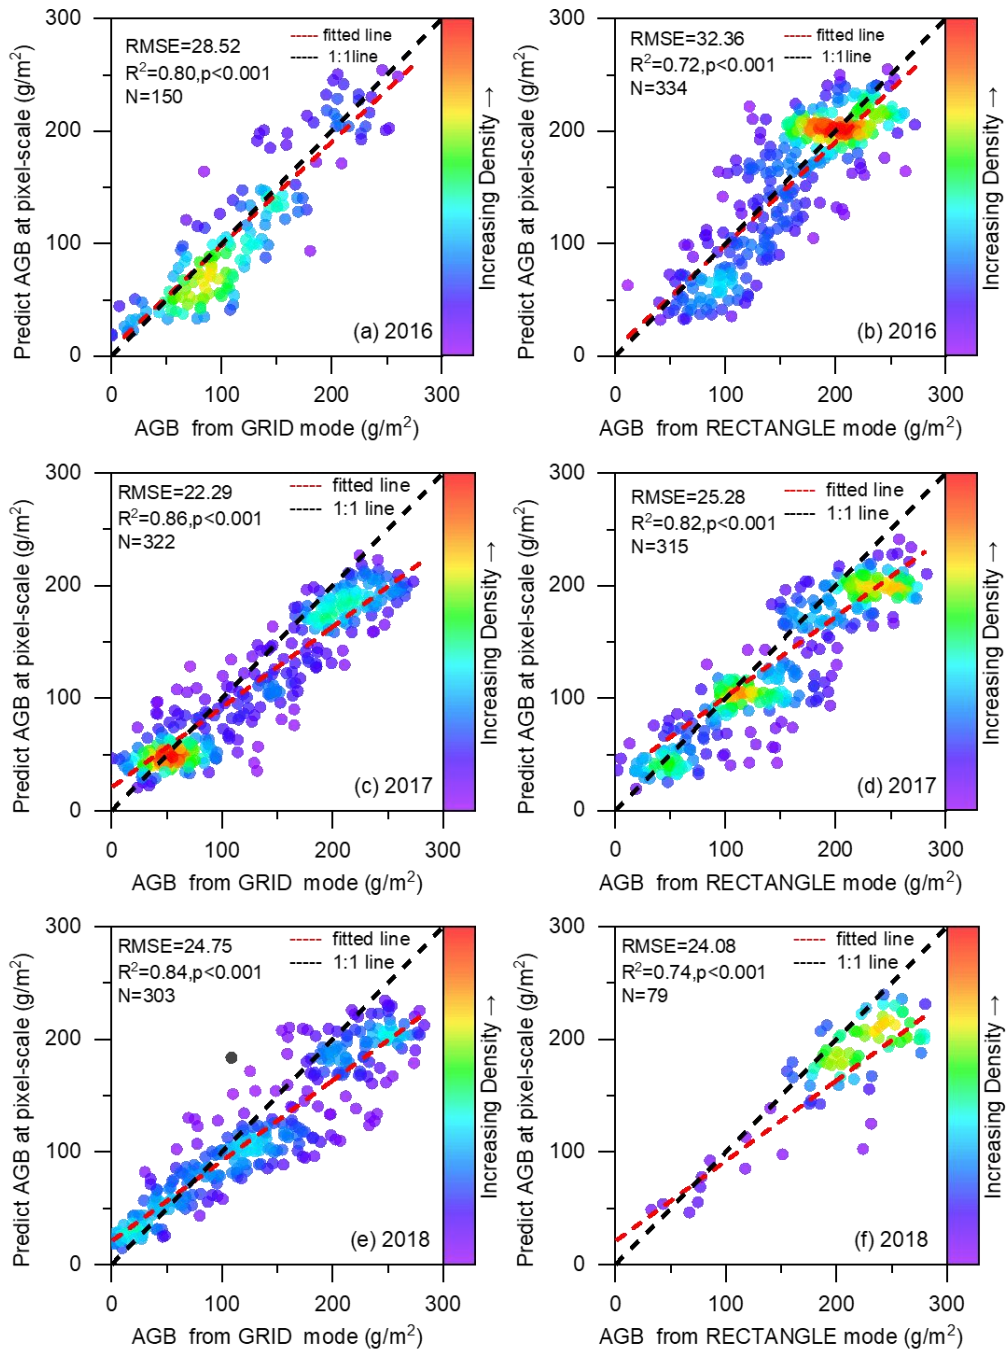 300
200
100
0
Predict AGB at pixel-scale (g/m²)
RMSE=28.52
R²=0.80,p<0.001
N=150
fitted line
1:1line
(a) 2016
Increasing Density →
0 100 200 300
AGB from GRID mode (g/m²)
300
200
100
0
Predict AGB at pixel-scale (g/m²)
RMSE=32.36
R²=0.72,p<0.001
N=334
fitted line
1:1line
(b) 2016
Increasing Density →
0 100 200 300
AGB from RECTANGLE mode (g/m²)
300
200
100
0
Predict AGB at pixel-scale (g/m²)
RMSE=22.29
R²=0.86,p<0.001
N=322
fitted line
1:1 line
(c) 2017
Increasing Density →
0 100 200 300
AGB from GRID mode (g/m²)
300
200
100
0
Predict AGB at pixel-scale (g/m²)
RMSE=25.28
R²=0.82,p<0.001
N=315
fitted line
1:1 line
(d) 2017
Increasing Density →
0 100 200 300
AGB from RECTANGLE mode (g/m²)
300
200
100
0
Predict AGB at pixel-scale (g/m²)
RMSE=24.75
R²=0.84,p<0.001
N=303
fitted line
1:1 line
(e) 2018
Increasing Density →
0 100 200 300
AGB from GRID mode (g/m²)
300
200
100
0
Predict AGB at pixel-scale (g/m²)
RMSE=24.08
R²=0.74,p<0.001
N=79
fitted line
1:1 line
(f) 2018
Increasing Density →
0 100 200 300
AGB from RECTANGLE mode (g/m²)